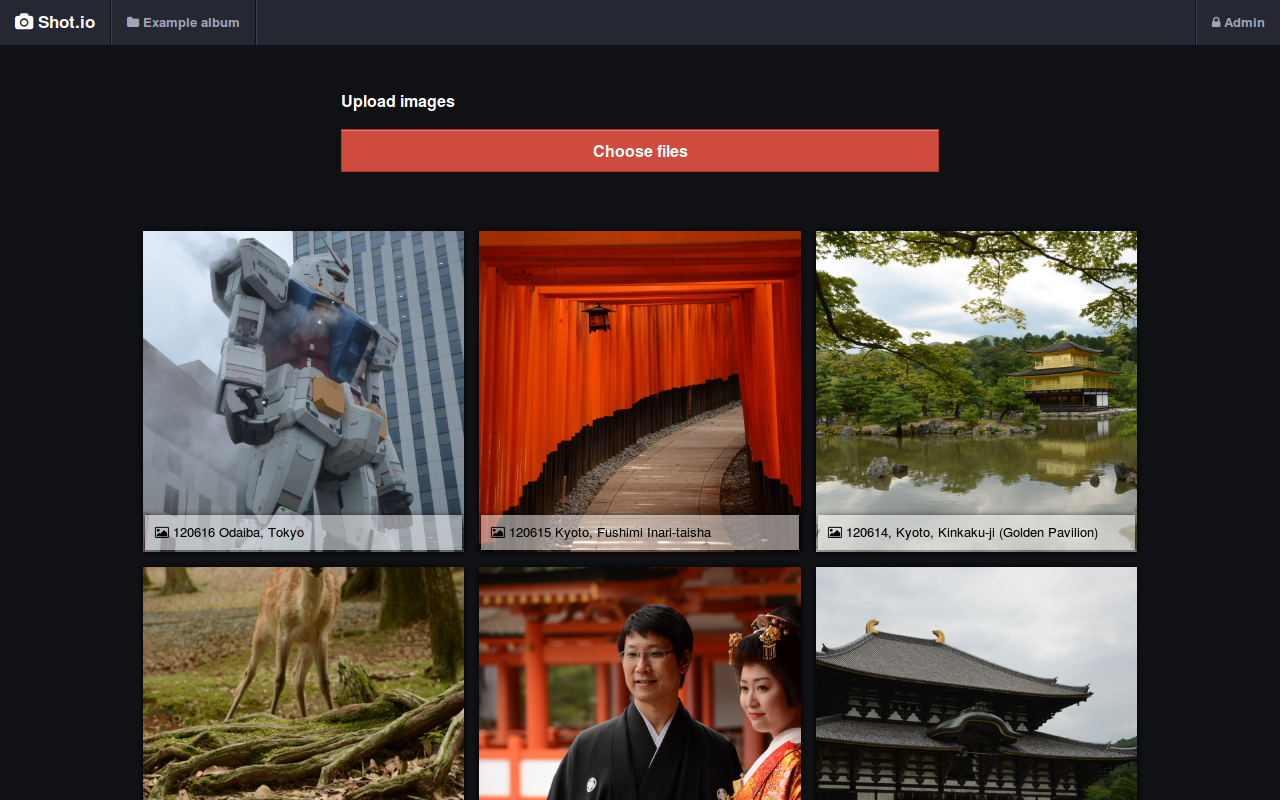 Shot.io
Example album
Admin
Upload images
Choose files
120616 Odaiba, Tokyo
120615 Kyoto, Fushimi Inari-taisha
120614, Kyoto, Kinkaku-ji (Golden Pavilion)